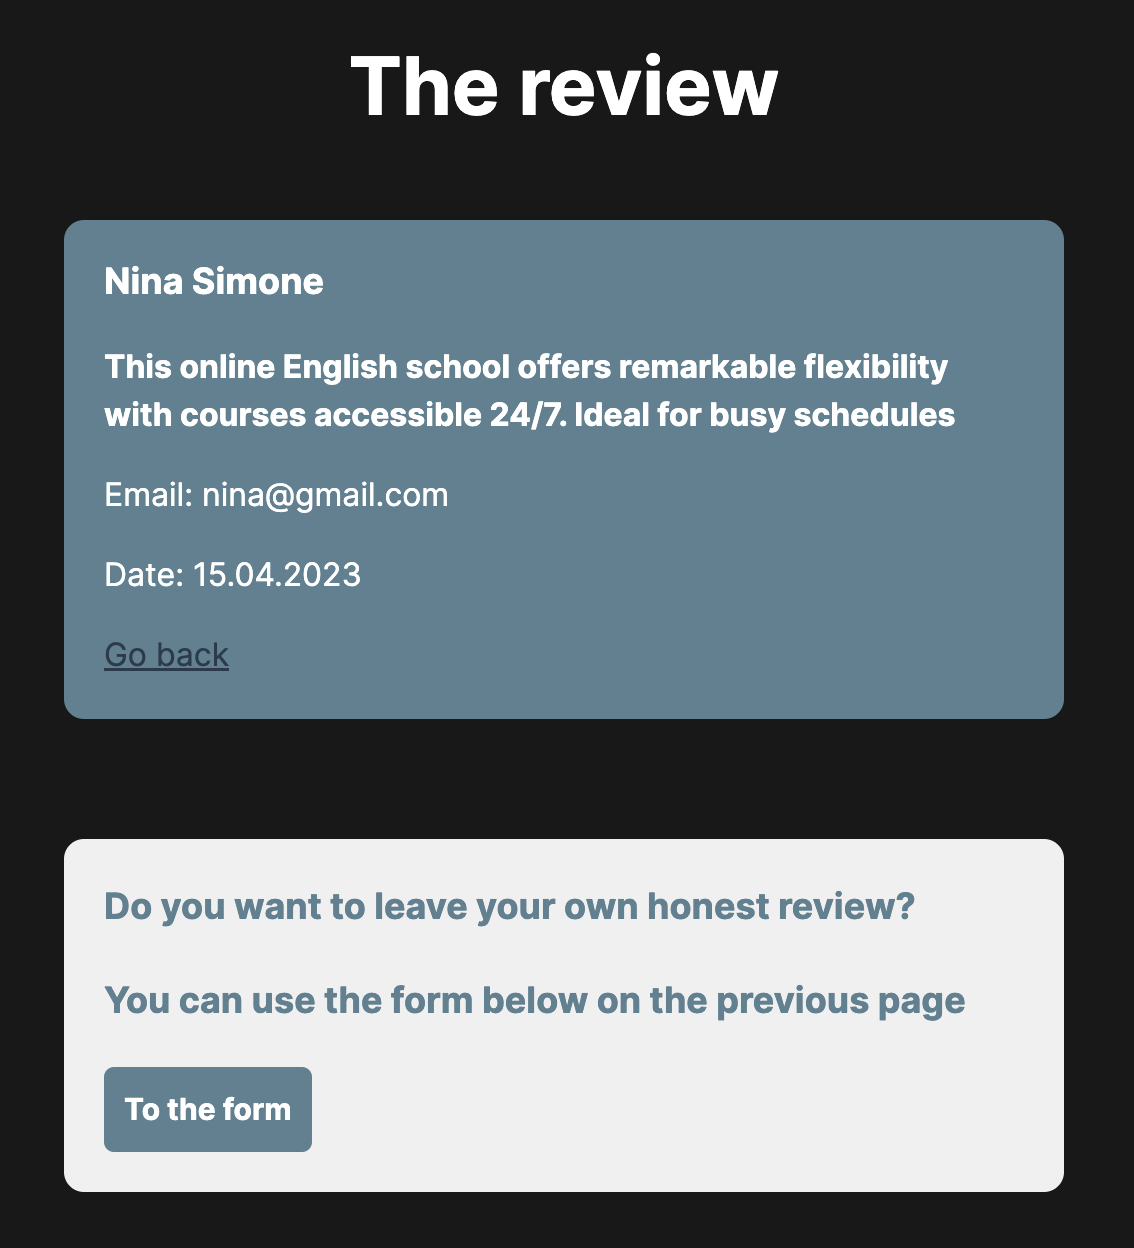 The review
Nina Simone
This online English school offers remarkable flexibility
with courses accessible 24/7. Ideal for busy schedules
Email: nina@gmail.com
Date: 15.04.2023
Go back
Do you want to leave your own honest review?
You can use the form below on the previous page
To the form